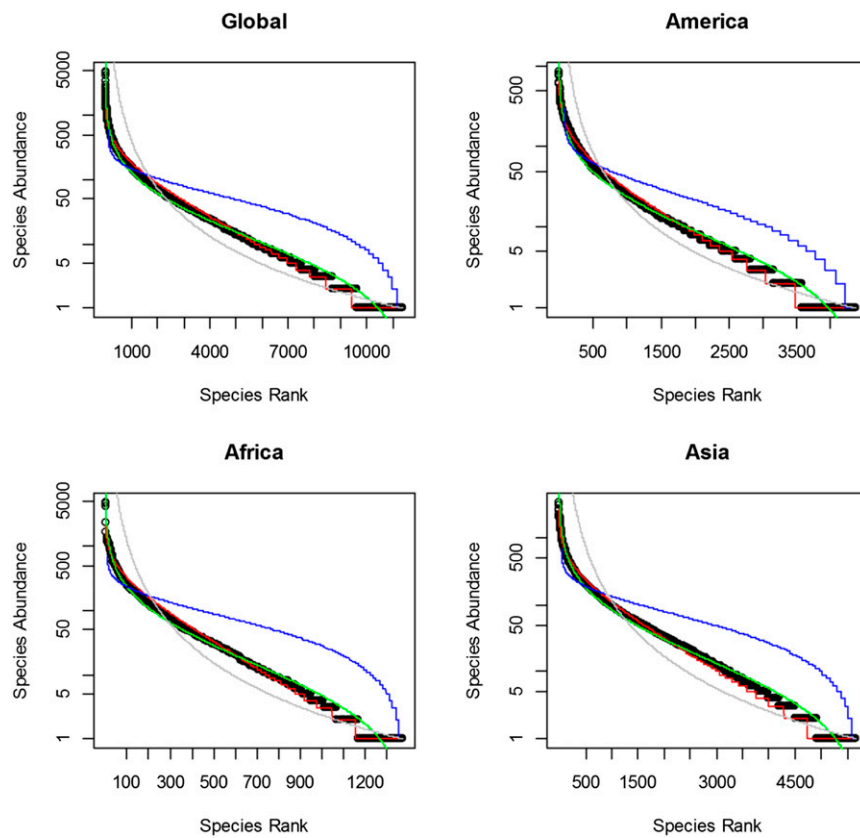 Global
America
Species Abundance
5000
500
50
5
1
1000 4000 7000 10000
Species Rank
Species Abundance
500
50
5
1
500 1500 2500 3500
Species Rank
Africa
Asia
Species Abundance
5000
500
50
5
1
100 300 500 700 900 1200
Species Rank
Species Abundance
500
50
5
1
500 1500 3000 4500
Species Rank